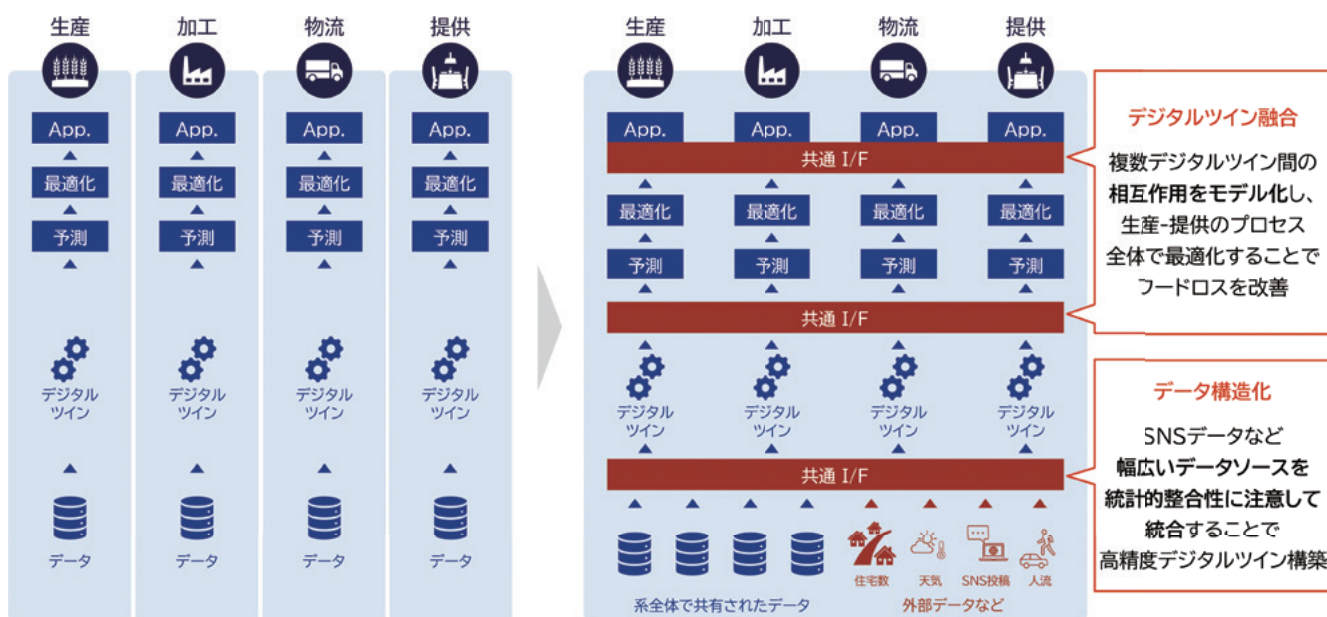 生産 加工 物流 提供
App. App. App. App.
最適化 最適化 最適化 最適化
予測 予測 予測 予測
デジタル デジタル デジタル デジタル
ツイン ツイン ツイン ツイン
データ データ データ データ
生産 加工 物流 提供
App. App. App. App.
共通 I/F
最適化 最適化 最適化 最適化
予測 予測 予測 予測
共通 I/F
デジタル デジタル デジタル デジタル
ツイン ツイン ツイン ツイン
共通 I/F
住宅数 天気 SNS投稿 人流
系全体で共有されたデータ 外部データなど
デジタルツイン融合
複数デジタルツイン間の
相互作用をモデル化し、
生産-提供のプロセス
全体で最適化することで
フードロスを改善
データ構造化
SNSデータなど
幅広いデータソースを
統計的整合性に注意して
統合することで
高精度デジタルツイン構築